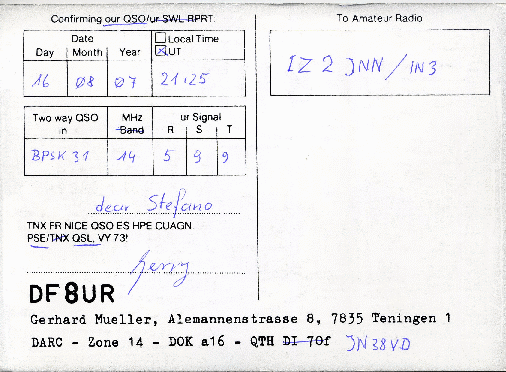 Confirming our QSO/ur SWL RPRT.
To Amateur Radio
Date
Day Month Year
Local Time
UT
16 08 07 21:25
IZ2JNN/IN3
Two way QSO in
MHz
Band
ur Signal
R S T
BPSK 31 14 5 9 9
dear Stefano
TNX FR NICE QSO ES HPE CUAGN
PSE/TNX QSL, VY 73!
Gerry
DF8UR
Gerhard Mueller, Alemannenstrasse 8, 7835 Teningen 1
DARC - Zone 14 - DOK a16 - QTH DI 70f JN38VD